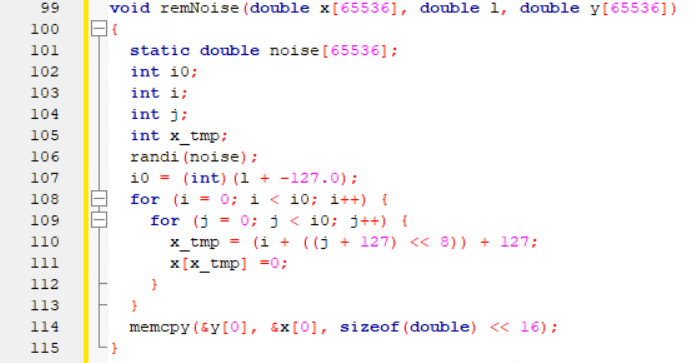 99 void remNoise(double x[65536], double l, double y[65536])
100 {
101 static double noise[65536];
102 int i0;
103 int i;
104 int j;
105 int x_tmp;
106 randi(noise);
107 i0 = (int)(l + -127.0);
108 for (i = 0; i < i0; i++) {
109 for (j = 0; j < i0; j++) {
110 x_tmp = (i + ((j + 127) << 8)) + 127;
111 x[x_tmp] =0;
112 }
113 }
114 memcpy(&y[0], &x[0], sizeof(double) << 16);
115 }